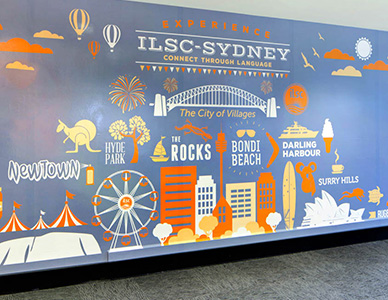 EXPERIENCE
ILSC-SYDNEY
CONNECT THROUGH LANGUAGE
The City of Villages
HYDE
PARK
THE
ROCKS
BONDI
BEACH
DARLING
HARBOUR
NEWTOWN
SURRY HILLS